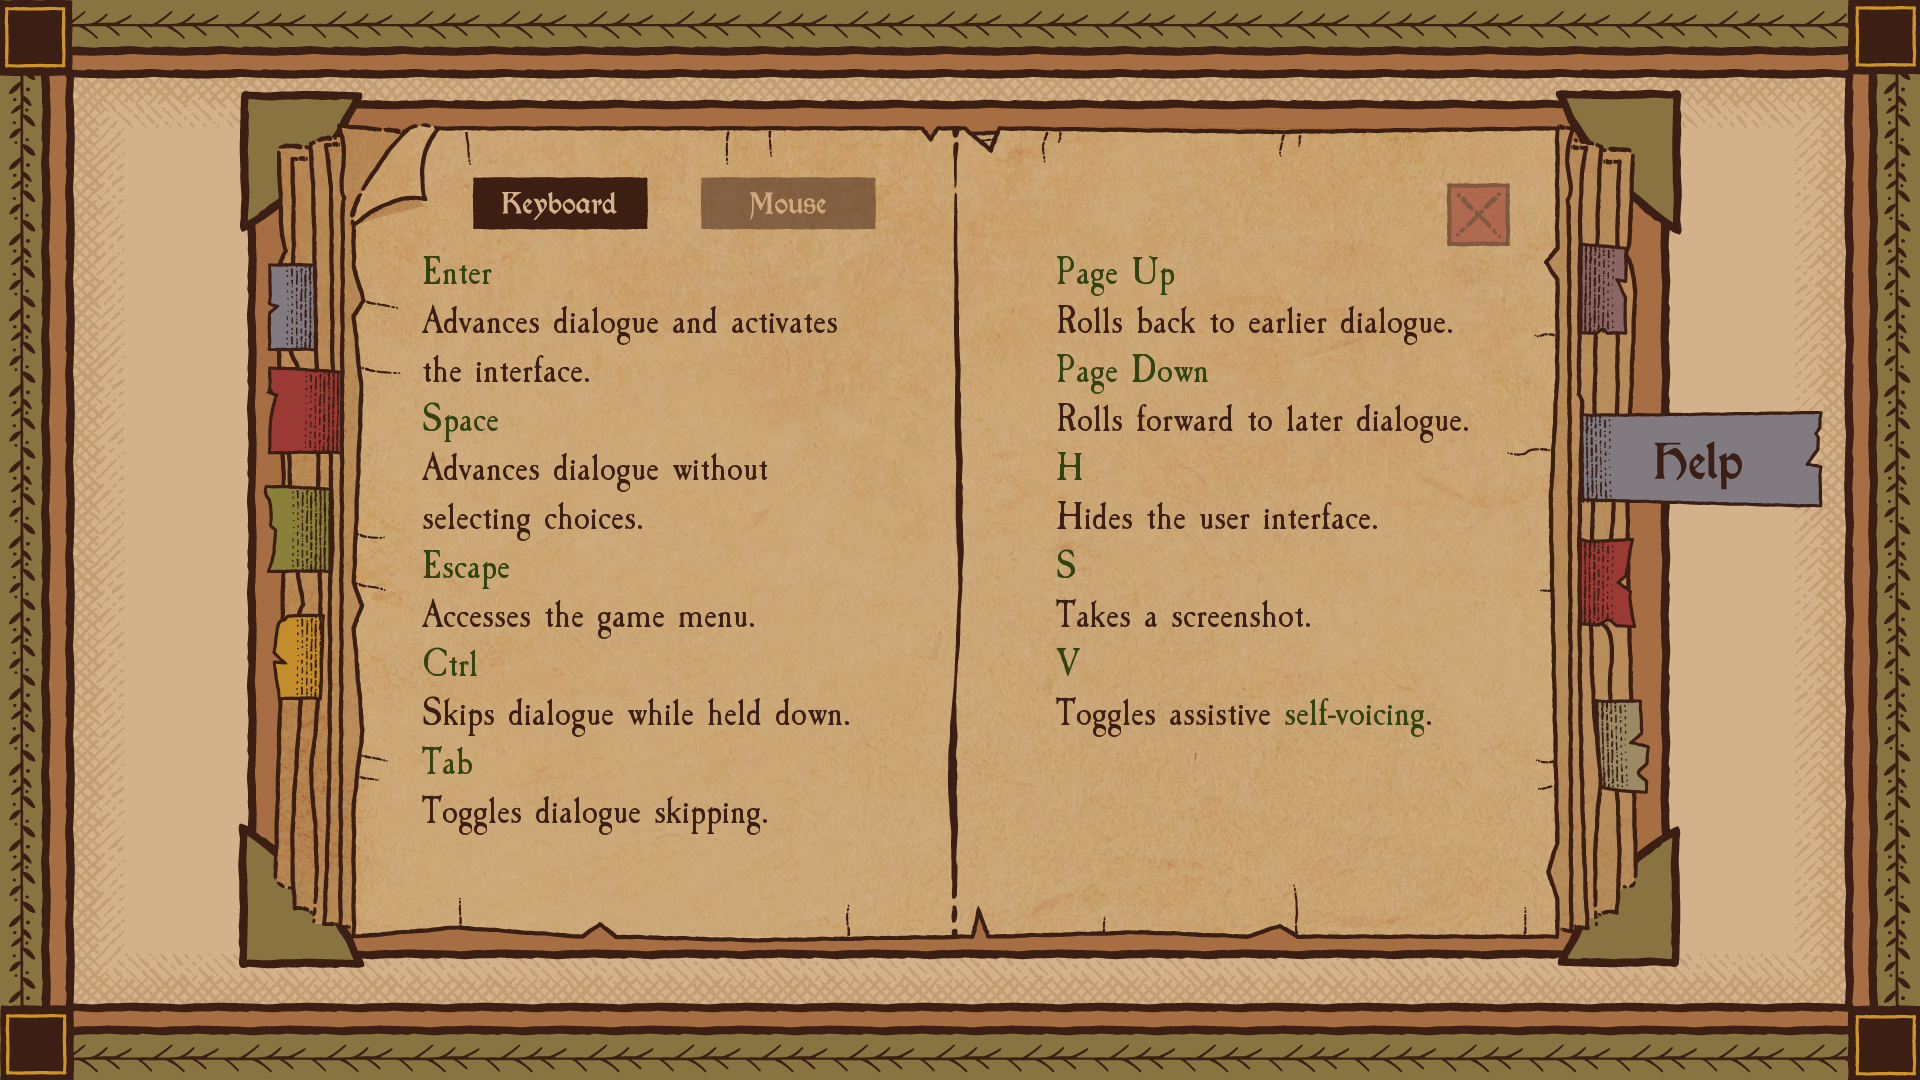 Keyboard
Mouse
Enter
Advances dialogue and activates
the interface.
Space
Advances dialogue without
selecting choices.
Escape
Accesses the game menu.
Ctrl
Skips dialogue while held down.
Tab
Toggles dialogue skipping.
Page Up
Rolls back to earlier dialogue.
Page Down
Rolls forward to later dialogue.
H
Hides the user interface.
S
Takes a screenshot.
V
Toggles assistive self-voicing.
Help